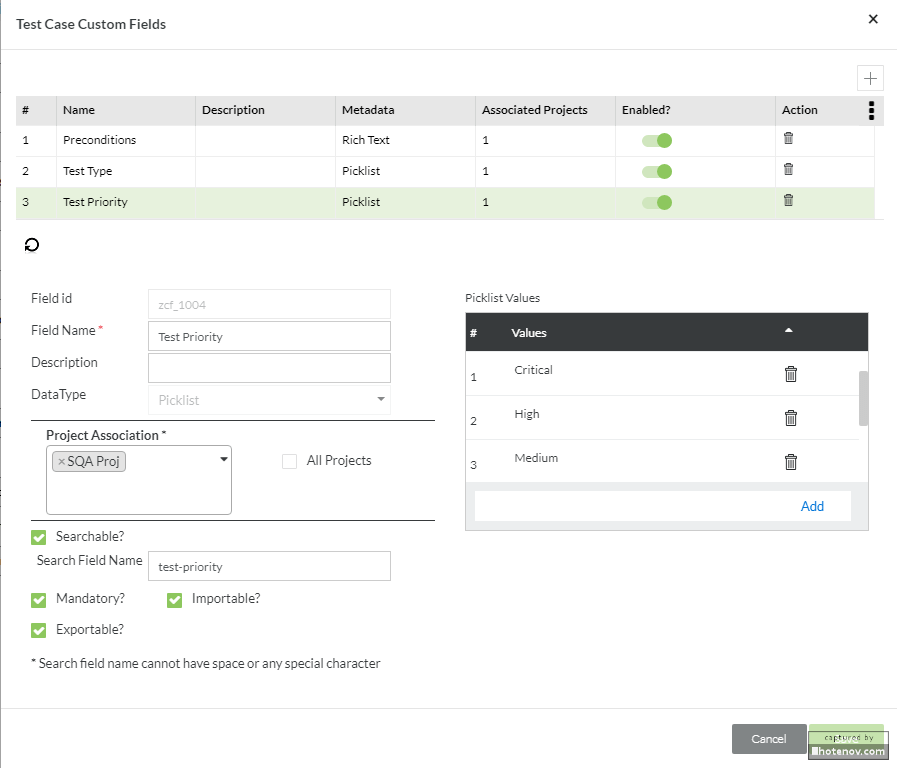 Test Case Custom Fields
# Name Description Metadata Associated Projects Enabled? Action
1 Preconditions Rich Text 1
2 Test Type Picklist 1
3 Test Priority Picklist 1
Field id zcf_1004
Field Name * Test Priority
Description
DataType Picklist
Project Association *
×SQA Proj All Projects
Searchable?
Search Field Name test-priority
Mandatory? Importable?
Exportable?
* Search field name cannot have space or any special character
Picklist Values
# Values
1 Critical
2 High
3 Medium
Add
Cancel
captured by
hotenov.com